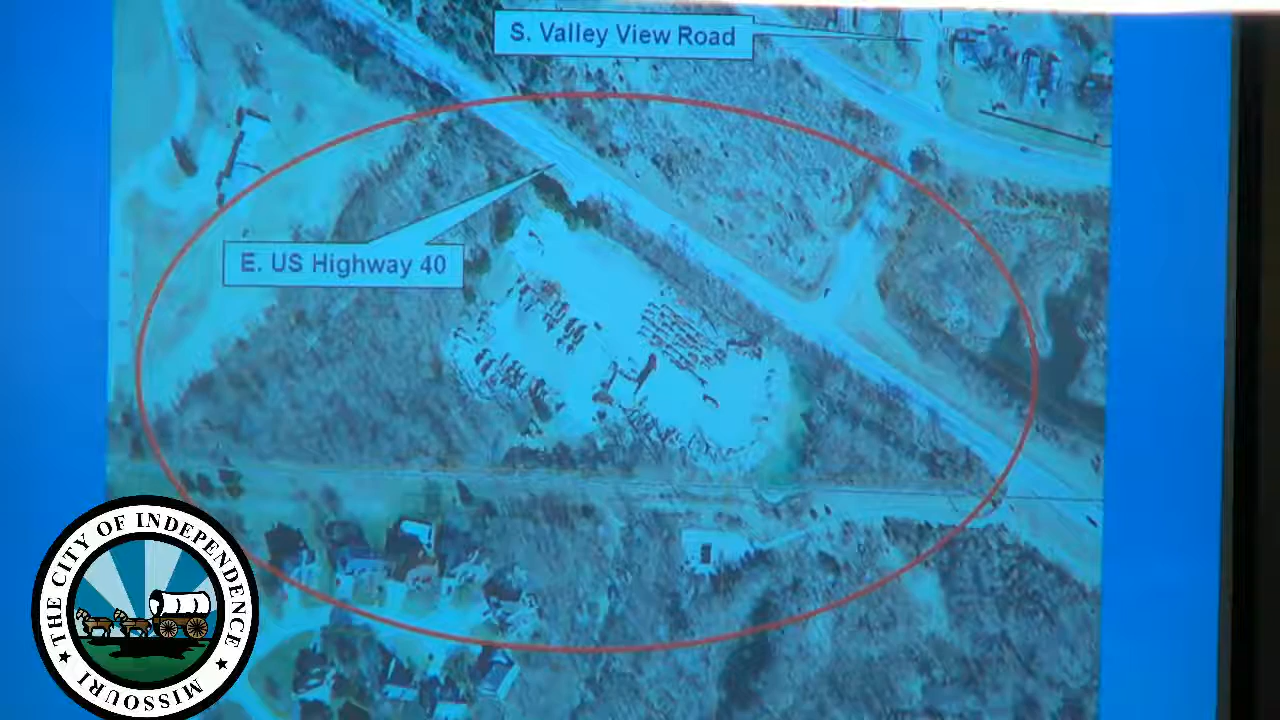 S. Valley View Road
E. US Highway 40
THE CITY OF INDEPENDENCE
MISSOURI